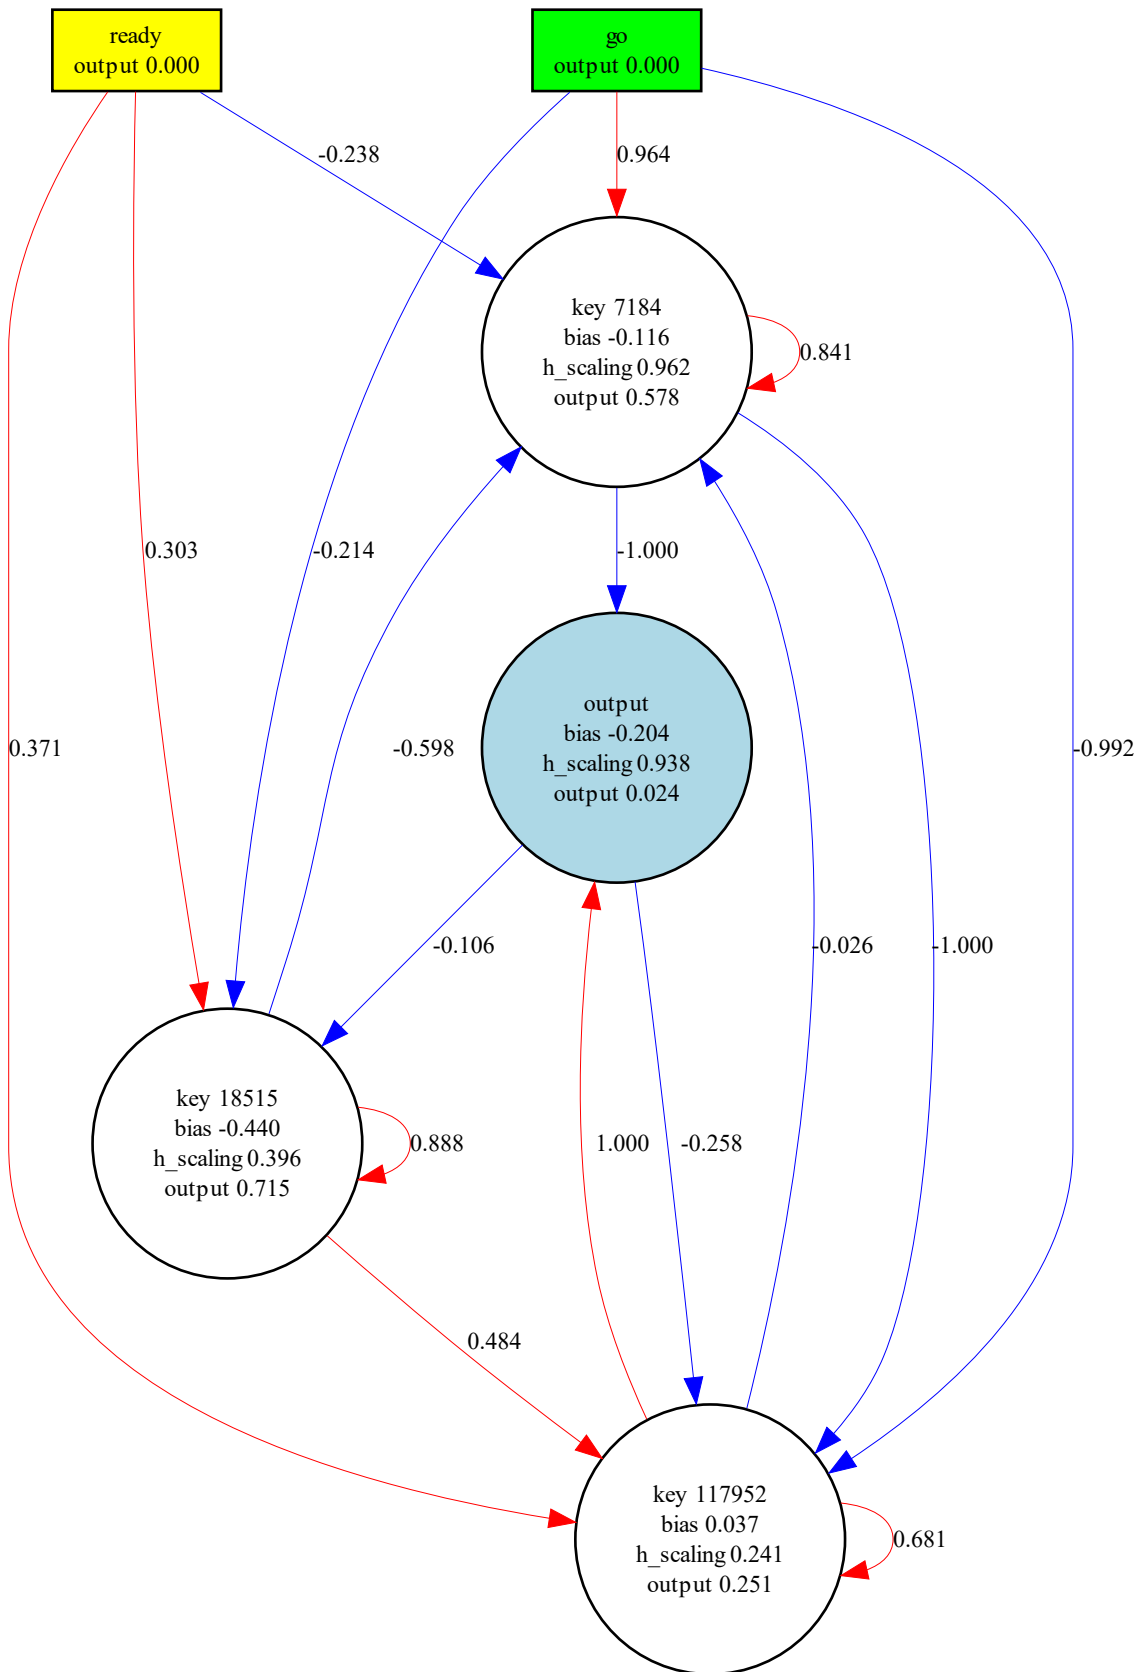 ready
output 0.000
go
output 0.000
-0.238
0.964
key 7184
bias -0.116
h_scaling 0.962
output 0.578
0.841
0.303
-0.214
-1.000
output
bias -0.204
h_scaling 0.938
output 0.024
0.371
-0.598
-0.992
-0.106
-0.026
-1.000
key 18515
bias -0.440
h_scaling 0.396
output 0.715
0.888
1.000
-0.258
0.484
key 117952
bias 0.037
h_scaling 0.241
output 0.251
0.681